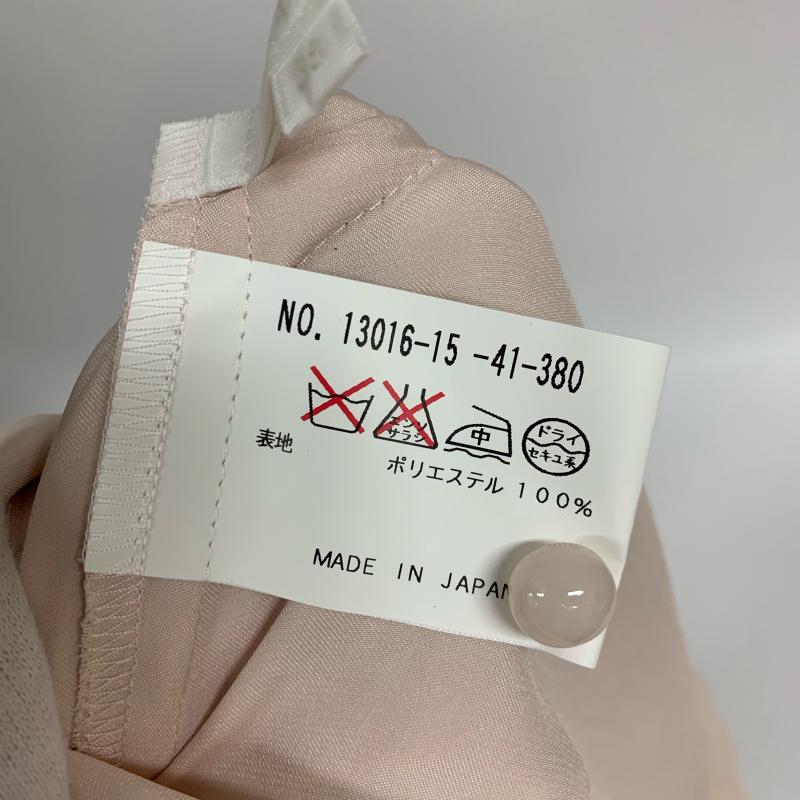 NO. 13016-15 -41-380
エンソ
サラシ
中
ドライ
セキユ系
表地
ポリエステル 100%
MADE IN JAPAN